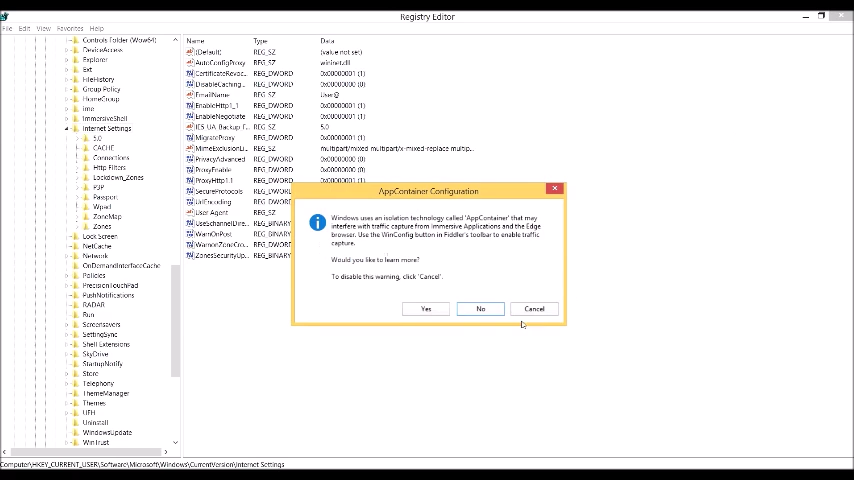 Registry Editor
File Edit View Favorites Help
Controls Folder (Wow64)
DeviceAccess
Explorer
Ext
FileHistory
Group Policy
HomeGroup
ime
ImmersiveShell
Internet Settings
5.0
CACHE
Connections
Http Filters
Lockdown_Zones
P3P
Passport
Wpad
ZoneMap
Zones
Lock Screen
NetCache
Network
OnDemandInterfaceCache
Policies
PrecisionTouchPad
PushNotifications
RADAR
Run
Screensavers
SettingSync
Shell Extensions
SkyDrive
StartupNotify
Store
Telephony
ThemeManager
Themes
UFH
Uninstall
WindowsUpdate
WinTrust
Name Type Data
(Default) REG_SZ (value not set)
AutoConfigProxy REG_SZ wininet.dll
CertificateRevoc... REG_DWORD 0x00000001 (1)
DisableCaching... REG_DWORD 0x00000000 (0)
EmailName REG_SZ User@
EnableHttp1_1 REG_DWORD 0x00000001 (1)
EnableNegotiate REG_DWORD 0x00000001 (1)
IE5_UA_Backup_F... REG_SZ 5.0
MigrateProxy REG_DWORD 0x00000001 (1)
MimeExclusionLi... REG_SZ multipart/mixed multipart/x-mixed-replace multip...
PrivacyAdvanced REG_DWORD 0x00000000 (0)
ProxyEnable REG_DWORD 0x00000000 (0)
ProxyHttp1.1 REG_DWORD 0x00000001 (1)
SecureProtocols REG_DWORD
UrlEncoding REG_DWORD
User Agent REG_SZ
UseSchannelDire... REG_BINARY
WarnOnPost REG_BINARY
WarnonZoneCro... REG_DWORD
ZonesSecurityUp... REG_BINARY
AppContainer Configuration
Windows uses an isolation technology called 'AppContainer' that may
interfere with traffic capture from Immersive Applications and the Edge
browser. Use the WinConfig button in Fiddler's toolbar to enable traffic
capture.
Would you like to learn more?
To disable this warning, click 'Cancel'.
Yes No Cancel
Computer\HKEY_CURRENT_USER\Software\Microsoft\Windows\CurrentVersion\Internet Settings